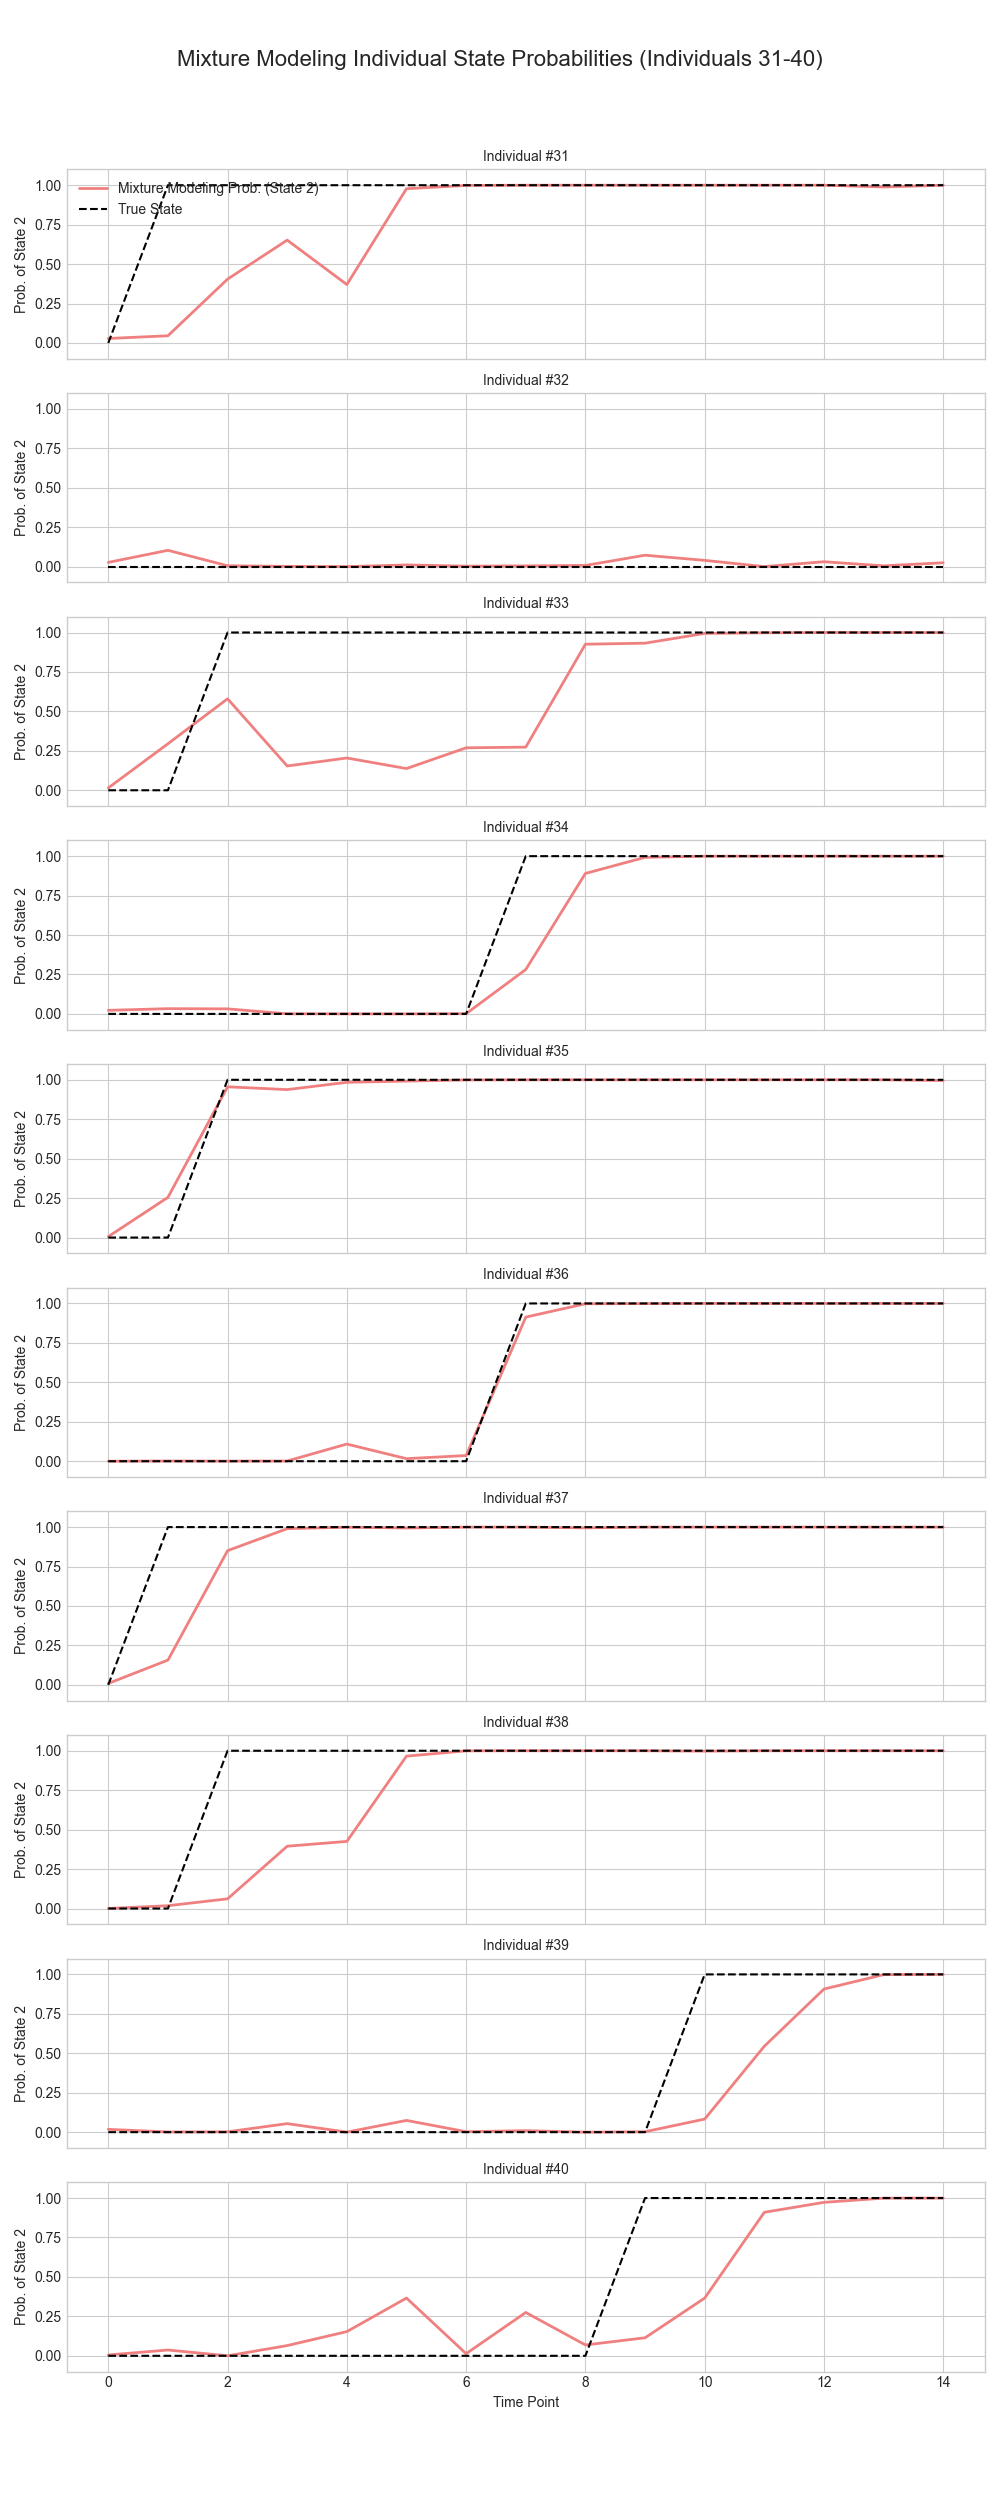 Mixture Modeling Individual State Probabilities (Individuals 31-40)
Individual #31
Mixture Modeling Prob. (State 2)
True State
1.00
0.75
0.50
0.25
0.00
Prob. of State 2
Individual #32
1.00
0.75
0.50
0.25
0.00
Prob. of State 2
Individual #33
1.00
0.75
0.50
0.25
0.00
Prob. of State 2
Individual #34
1.00
0.75
0.50
0.25
0.00
Prob. of State 2
Individual #35
1.00
0.75
0.50
0.25
0.00
Prob. of State 2
Individual #36
1.00
0.75
0.50
0.25
0.00
Prob. of State 2
Individual #37
1.00
0.75
0.50
0.25
0.00
Prob. of State 2
Individual #38
1.00
0.75
0.50
0.25
0.00
Prob. of State 2
Individual #39
1.00
0.75
0.50
0.25
0.00
Prob. of State 2
Individual #40
1.00
0.75
0.50
0.25
0.00
Prob. of State 2
0 2 4 6 8 10 12 14
Time Point